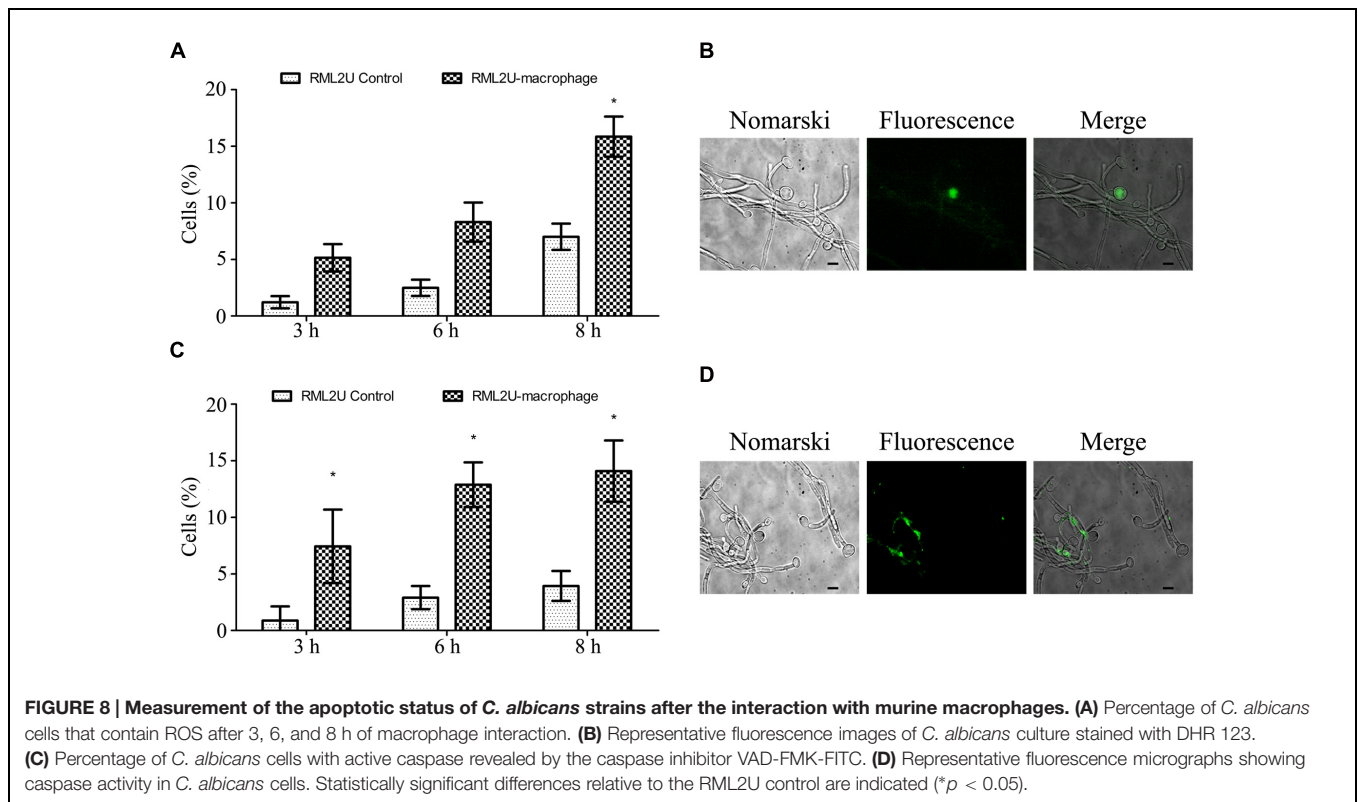 A
RML2U Control RML2U-macrophage
20
15
10
5
0
Cells (%)
*
3 h 6 h 8 h
B
Nomarski Fluorescence Merge
C
RML2U Control RML2U-macrophage
20
15
10
5
0
Cells (%)
* * *
3 h 6 h 8 h
D
Nomarski Fluorescence Merge
FIGURE 8 | Measurement of the apoptotic status of C. albicans strains after the interaction with murine macrophages. (A) Percentage of C. albicans
cells that contain ROS after 3, 6, and 8 h of macrophage interaction. (B) Representative fluorescence images of C. albicans culture stained with DHR 123.
(C) Percentage of C. albicans cells with active caspase revealed by the caspase inhibitor VAD-FMK-FITC. (D) Representative fluorescence micrographs showing
caspase activity in C. albicans cells. Statistically significant differences relative to the RML2U control are indicated (*p < 0.05).